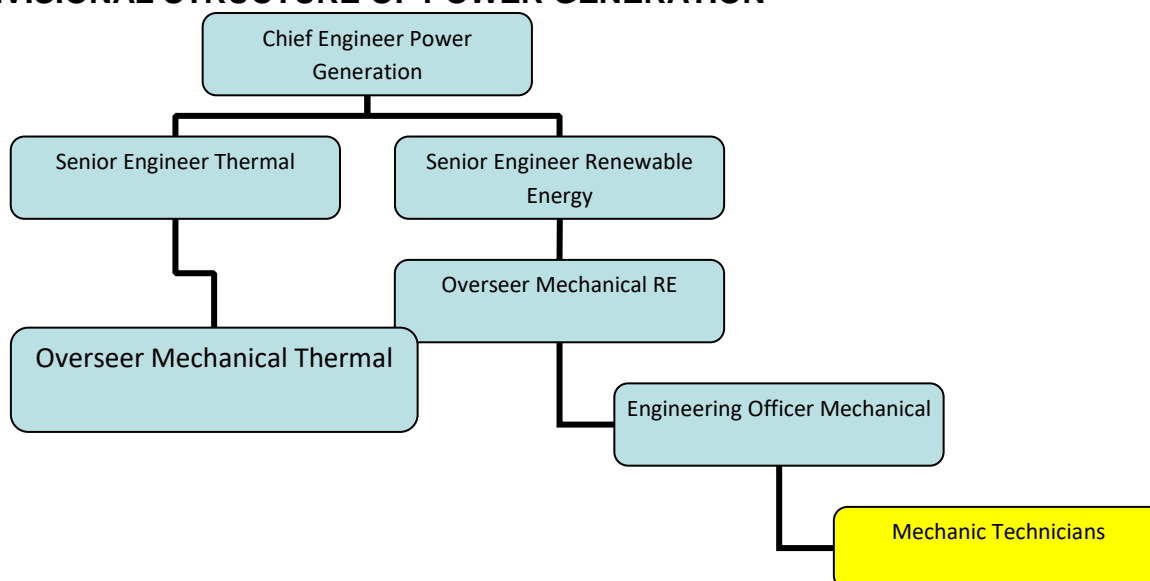 VISIONAL STRUCTURE OF POWER GENERATION
Chief Engineer Power
Generation
Senior Engineer Thermal
Senior Engineer Renewable
Energy
Overseer Mechanical RE
Overseer Mechanical Thermal
Engineering Officer Mechanical
Mechanic Technicians